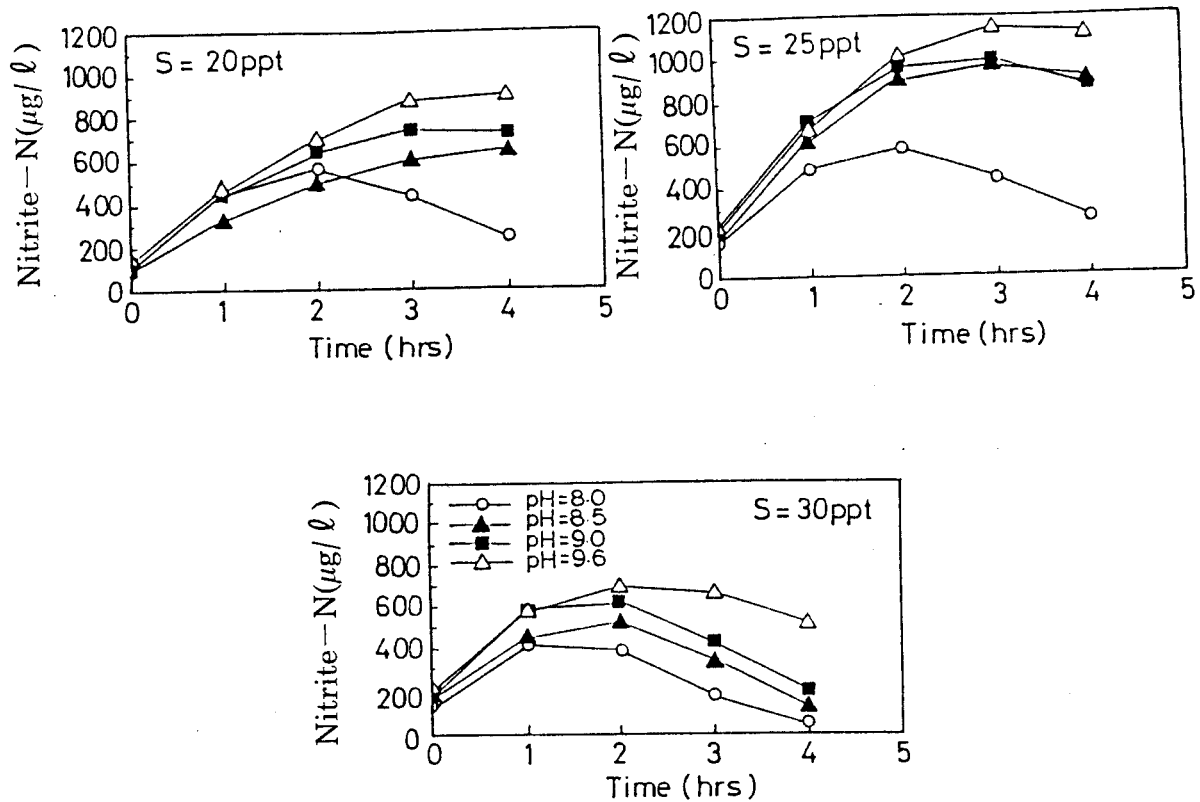 Nitrite—N(μg/ℓ)
1200
1000
800
600
400
200
0
S = 20ppt
0 1 2 3 4 5
Time (hrs)
Nitrite—N(μg/ℓ)
1200
1000
800
600
400
200
0
S = 25ppt
0 1 2 3 4 5
Time (hrs)
Nitrite—N(μg/ℓ)
1200
1000
800
600
400
200
0
pH=8.0
pH=8.5
pH=9.0
pH=9.6
S = 30ppt
0 1 2 3 4 5
Time (hrs)